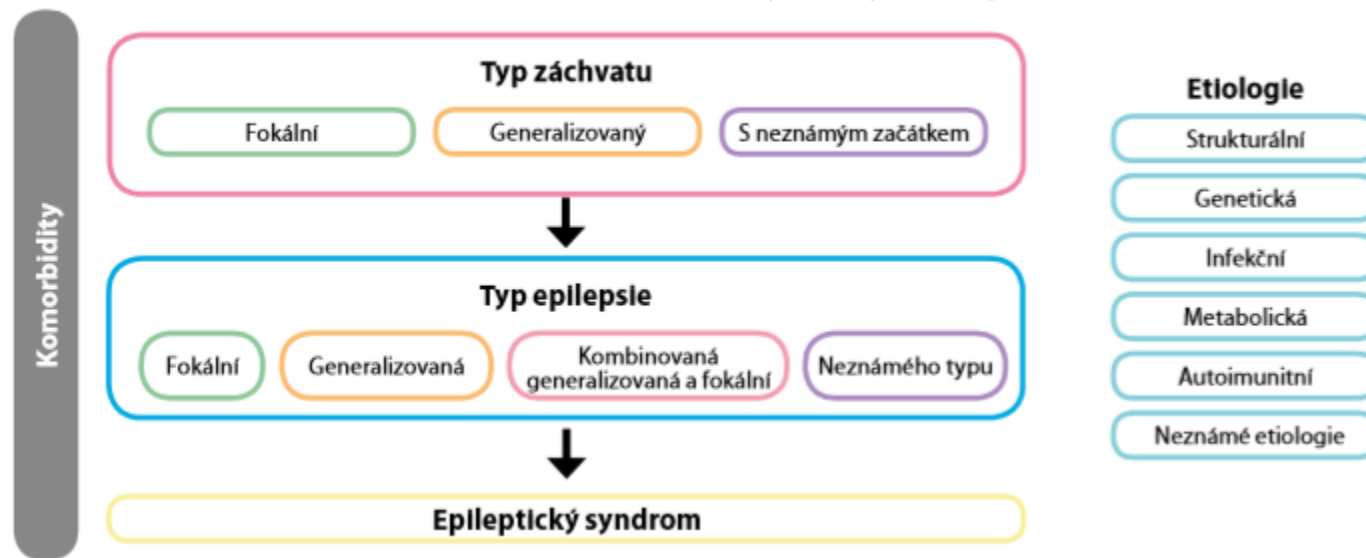 Komorbidity
Typ záchvatu
Fokální
Generalizovaný
S neznámým začátkem
Typ epilepsie
Fokální
Generalizovaná
Kombinovaná
generalizovaná a fokální
Neznámého typu
Epileptický syndrom
Etiologie
Strukturální
Genetická
Infekční
Metabolická
Autoimunitní
Neznámé etiologie